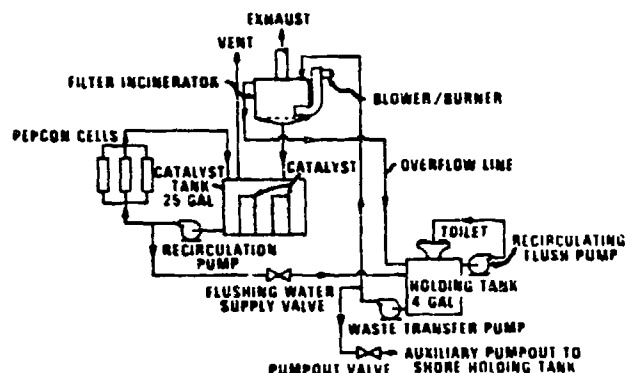 EXHAUST
VENT
FILTER INCINERATOR
BLOWER/BURNER
PEPCON CELLS
CATALYST
CATALYST
TANK
25 GAL
OVERFLOW
LINE
TOILET
RECIRCULATION
PUMP
RECIRCULATING
FLUSH PUMP
FLUSHING WATER
SUPPLY VALVE
HOLDING TANK
4 GAL
WASTE TRANSFER PUMP
PUMPOUT VALVE
AUXILIARY PUMPOUT TO
SHORE HOLDING TANK